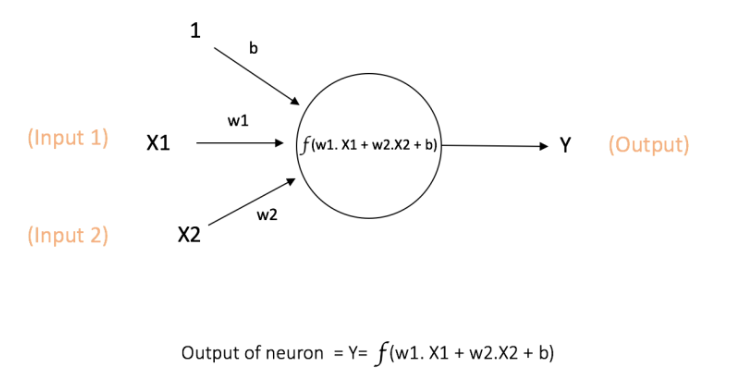 1
b
w1
(Input 1) X1 f(w1. X1 + w2.X2 + b) Y (Output)
w2
(Input 2) X2
Output of neuron = Y= f(w1. X1 + w2.X2 + b)